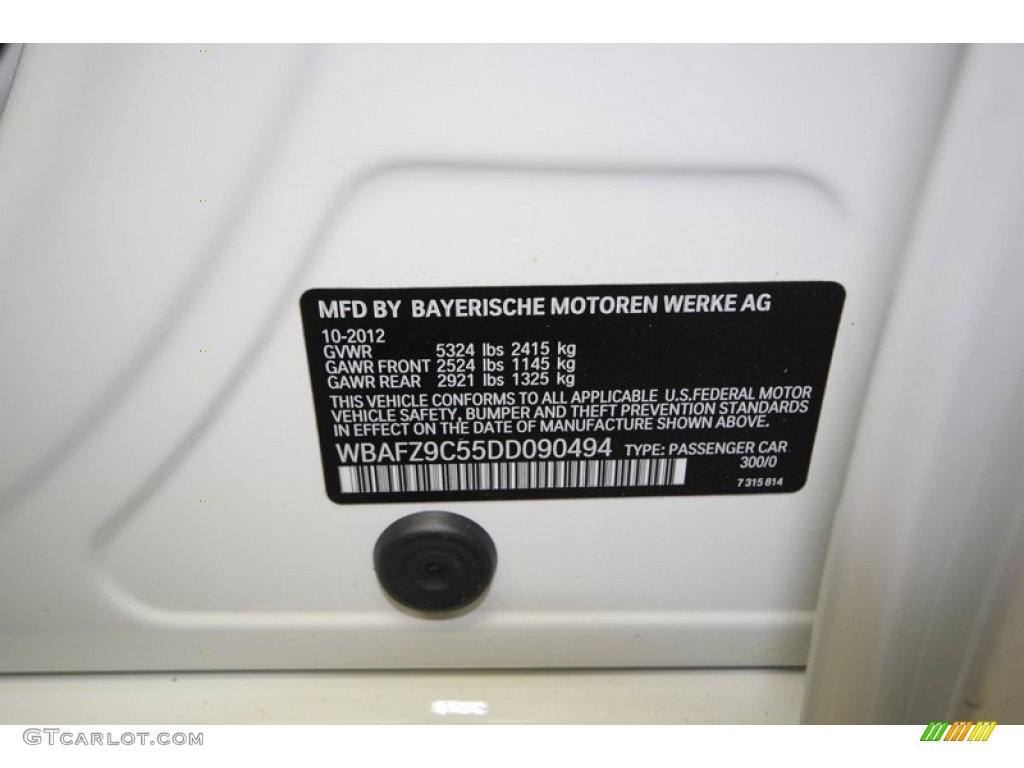 MFD BY BAYERISCHE MOTOREN WERKE AG
10-2012
GVWR 5324 lbs 2415 kg
GAWR FRONT 2524 lbs 1145 kg
GAWR REAR 2921 lbs 1325 kg
THIS VEHICLE CONFORMS TO ALL APPLICABLE U.S.FEDERAL MOTOR
VEHICLE SAFETY, BUMPER AND THEFT PREVENTION STANDARDS
IN EFFECT ON THE DATE OF MANUFACTURE SHOWN ABOVE.
WBAFZ9C55DD090494 TYPE: PASSENGER CAR
300/0
7 315 814
GTCARLOT.COM